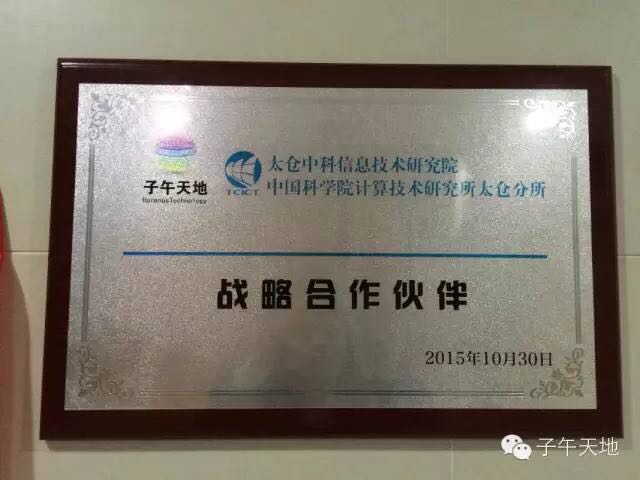 子午天地
TCICT
太仓中科信息技术研究院
中国科学院计算技术研究所太仓分所
战略合作伙伴
2015年10月30日
子午天地